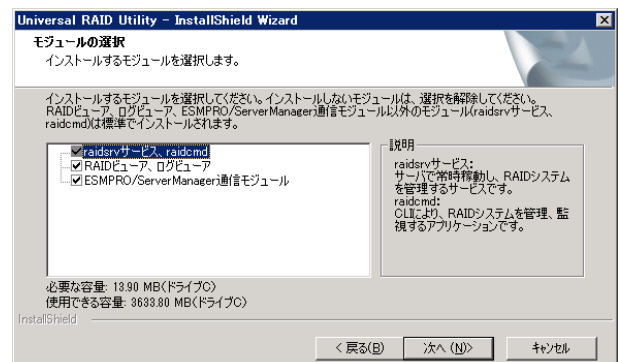 Universal RAID Utility - InstallShield Wizard
モジュールの選択
インストールするモジュールを選択します。
インストールするモジュールを選択してください。インストールしないモジュールは、選択を解除してください。
RAIDビューア、ログビューア、ESMPRO/ServerManager通信モジュール以外のモジュール(raidsrvサービス、
raidcmd)は標準でインストールされます。
raidsrvサービス、raidcmd
RAIDビューア、ログビューア
ESMPRO/ServerManager通信モジュール
説明
raidsrvサービス:
サーバで常時稼動し、RAIDシステム
を管理するサービスです。
raidcmd:
CLIにより、RAIDシステムを管理、監
視するアプリケーションです。
必要な容量: 13.90 MB(ドライブC)
使用できる容量: 3633.80 MB(ドライブC)
InstallShield
< 戻る(B)
次へ (N)>
キャンセル